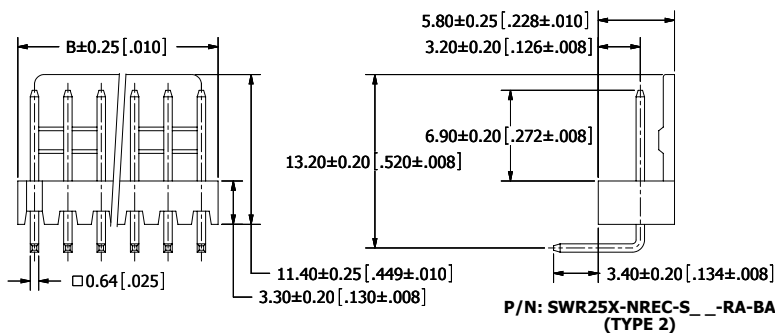 5.80±0.25[.228±.010]
B±0.25[.010]
3.20±0.20[.126±.008]
6.90±0.20[.272±.008]
13.20±0.20[.520±.008]
□0.64[.025]
11.40±0.25[.449±.010]
3.30±0.20[.130±.008]
3.40±0.20[.134±.008]
P/N: SWR25X-NREC-S_ _-RA-BA
(TYPE 2)